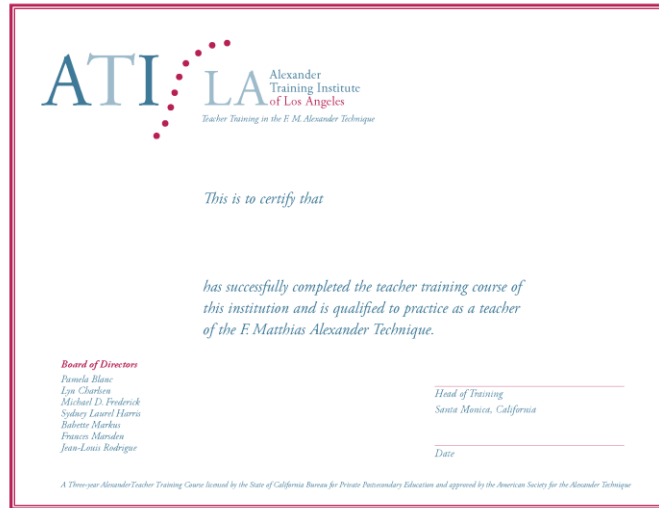 ATI LA Alexander
Training Institute
of Los Angeles
Teacher Training in the F. M. Alexander Technique
This is to certify that
has successfully completed the teacher training course of
this institution and is qualified to practice as a teacher
of the F. Matthias Alexander Technique.
Board of Directors
Pamela Blanc
Lyn Charlsen
Michael D. Frederick
Sydney Laurel Harris
Babette Markus
Frances Marsden
Jean-Louis Rodrigue
Head of Training
Santa Monica, California
Date
A Three-year AlexanderTeacher Training Course licensed by the State of California Bureau for Private Postsecondary Education and approved by the American Society for the Alexander Technique